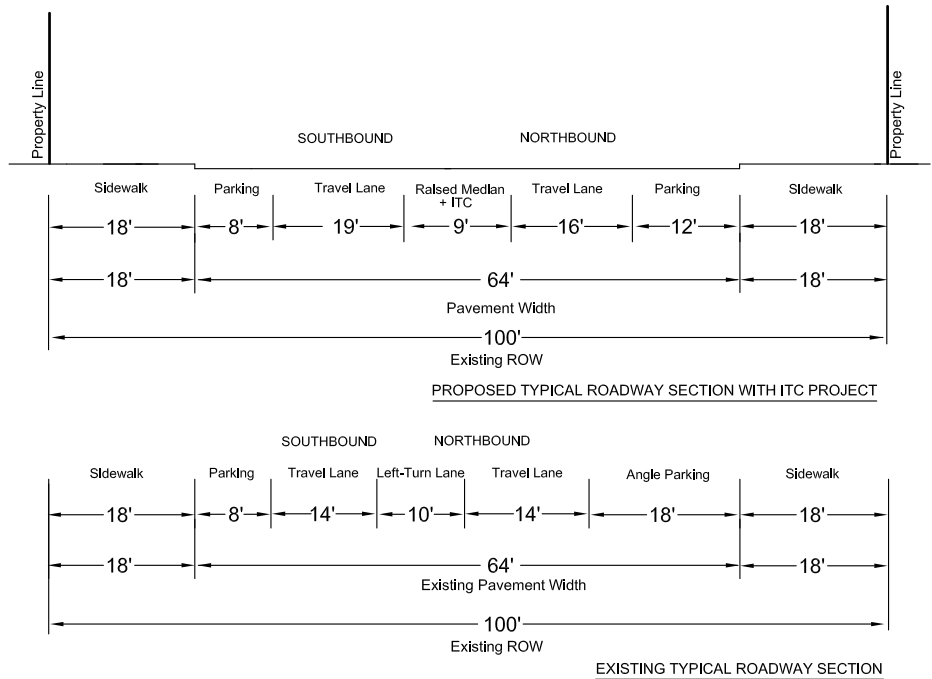 Property Line
Property Line
SOUTHBOUND NORTHBOUND
Sidewalk Parking Travel Lane Raised Median Travel Lane Parking Sidewalk
+ ITC
18' 8' 19' 9' 16' 12' 18'
18' 64' 18'
Pavement Width
100'
Existing ROW
PROPOSED TYPICAL ROADWAY SECTION WITH ITC PROJECT
SOUTHBOUND NORTHBOUND
Sidewalk Parking Travel Lane Left-Turn Lane Travel Lane Angle Parking Sidewalk
18' 8' 14' 10' 14' 18' 18'
18' 64' 18'
Existing Pavement Width
100'
Existing ROW
EXISTING TYPICAL ROADWAY SECTION